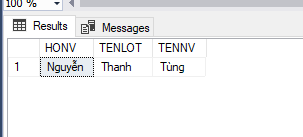 100 %
Results Messages
HONV TENLOT TENNV
1 Nguyễn Thanh Tùng